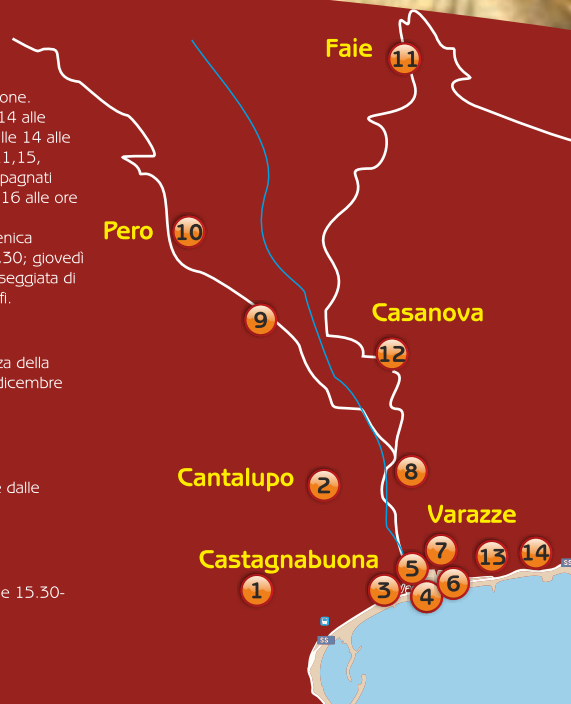 one.
14 alle
lle 14 alle
1,15,
pagnati
16 alle ore
enica
.30; giovedì
seggiata di
fi.
za della
dicembre
e dalle
e 15.30-
Faie
11
Pero
10
9
Casanova
12
8
Cantalupo
2
Varazze
Castagnabuona
7
13
14
5
1
3
6
4
SS
SS